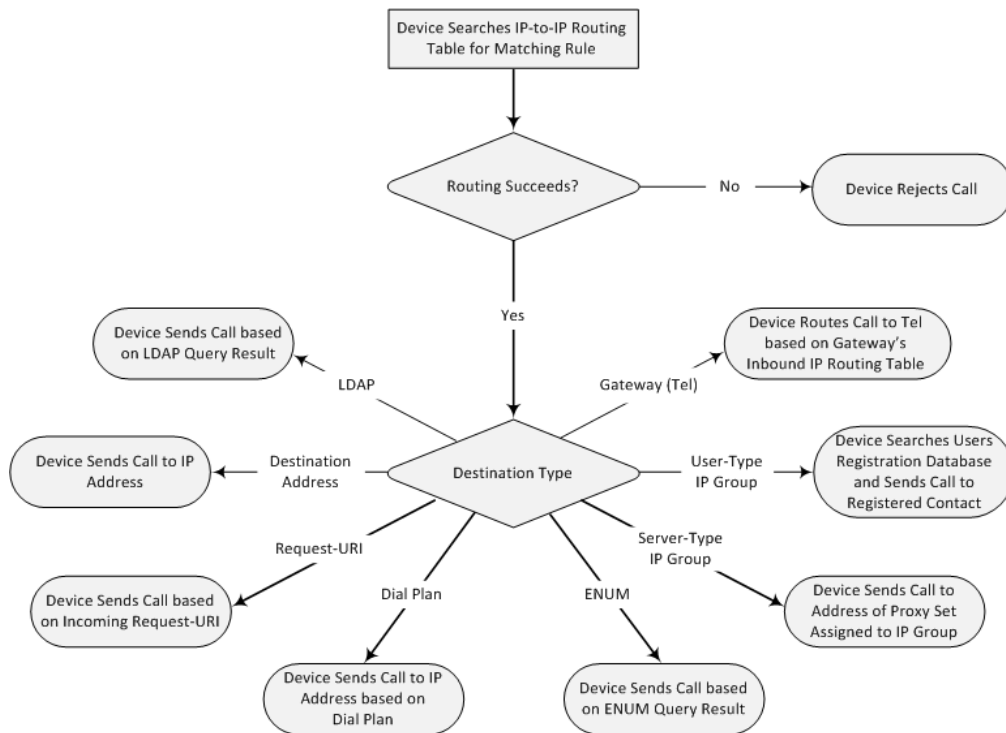 Device Searches IP-to-IP Routing
Table for Matching Rule
Routing Succeeds?
No
Device Rejects Call
Yes
Device Sends Call based
on LDAP Query Result
LDAP
Gateway (Tel)
Device Routes Call to Tel
based on Gateway's
Inbound IP Routing Table
Device Sends Call to IP
Address
Destination
Address
Destination Type
User-Type
IP Group
Device Searches Users
Registration Database
and Sends Call to
Registered Contact
Request-URI
Server-Type
IP Group
Device Sends Call based
on Incoming Request-URI
Dial Plan
ENUM
Device Sends Call to
Address of Proxy Set
Assigned to IP Group
Device Sends Call to IP
Address based on
Dial Plan
Device Sends Call based
on ENUM Query Result